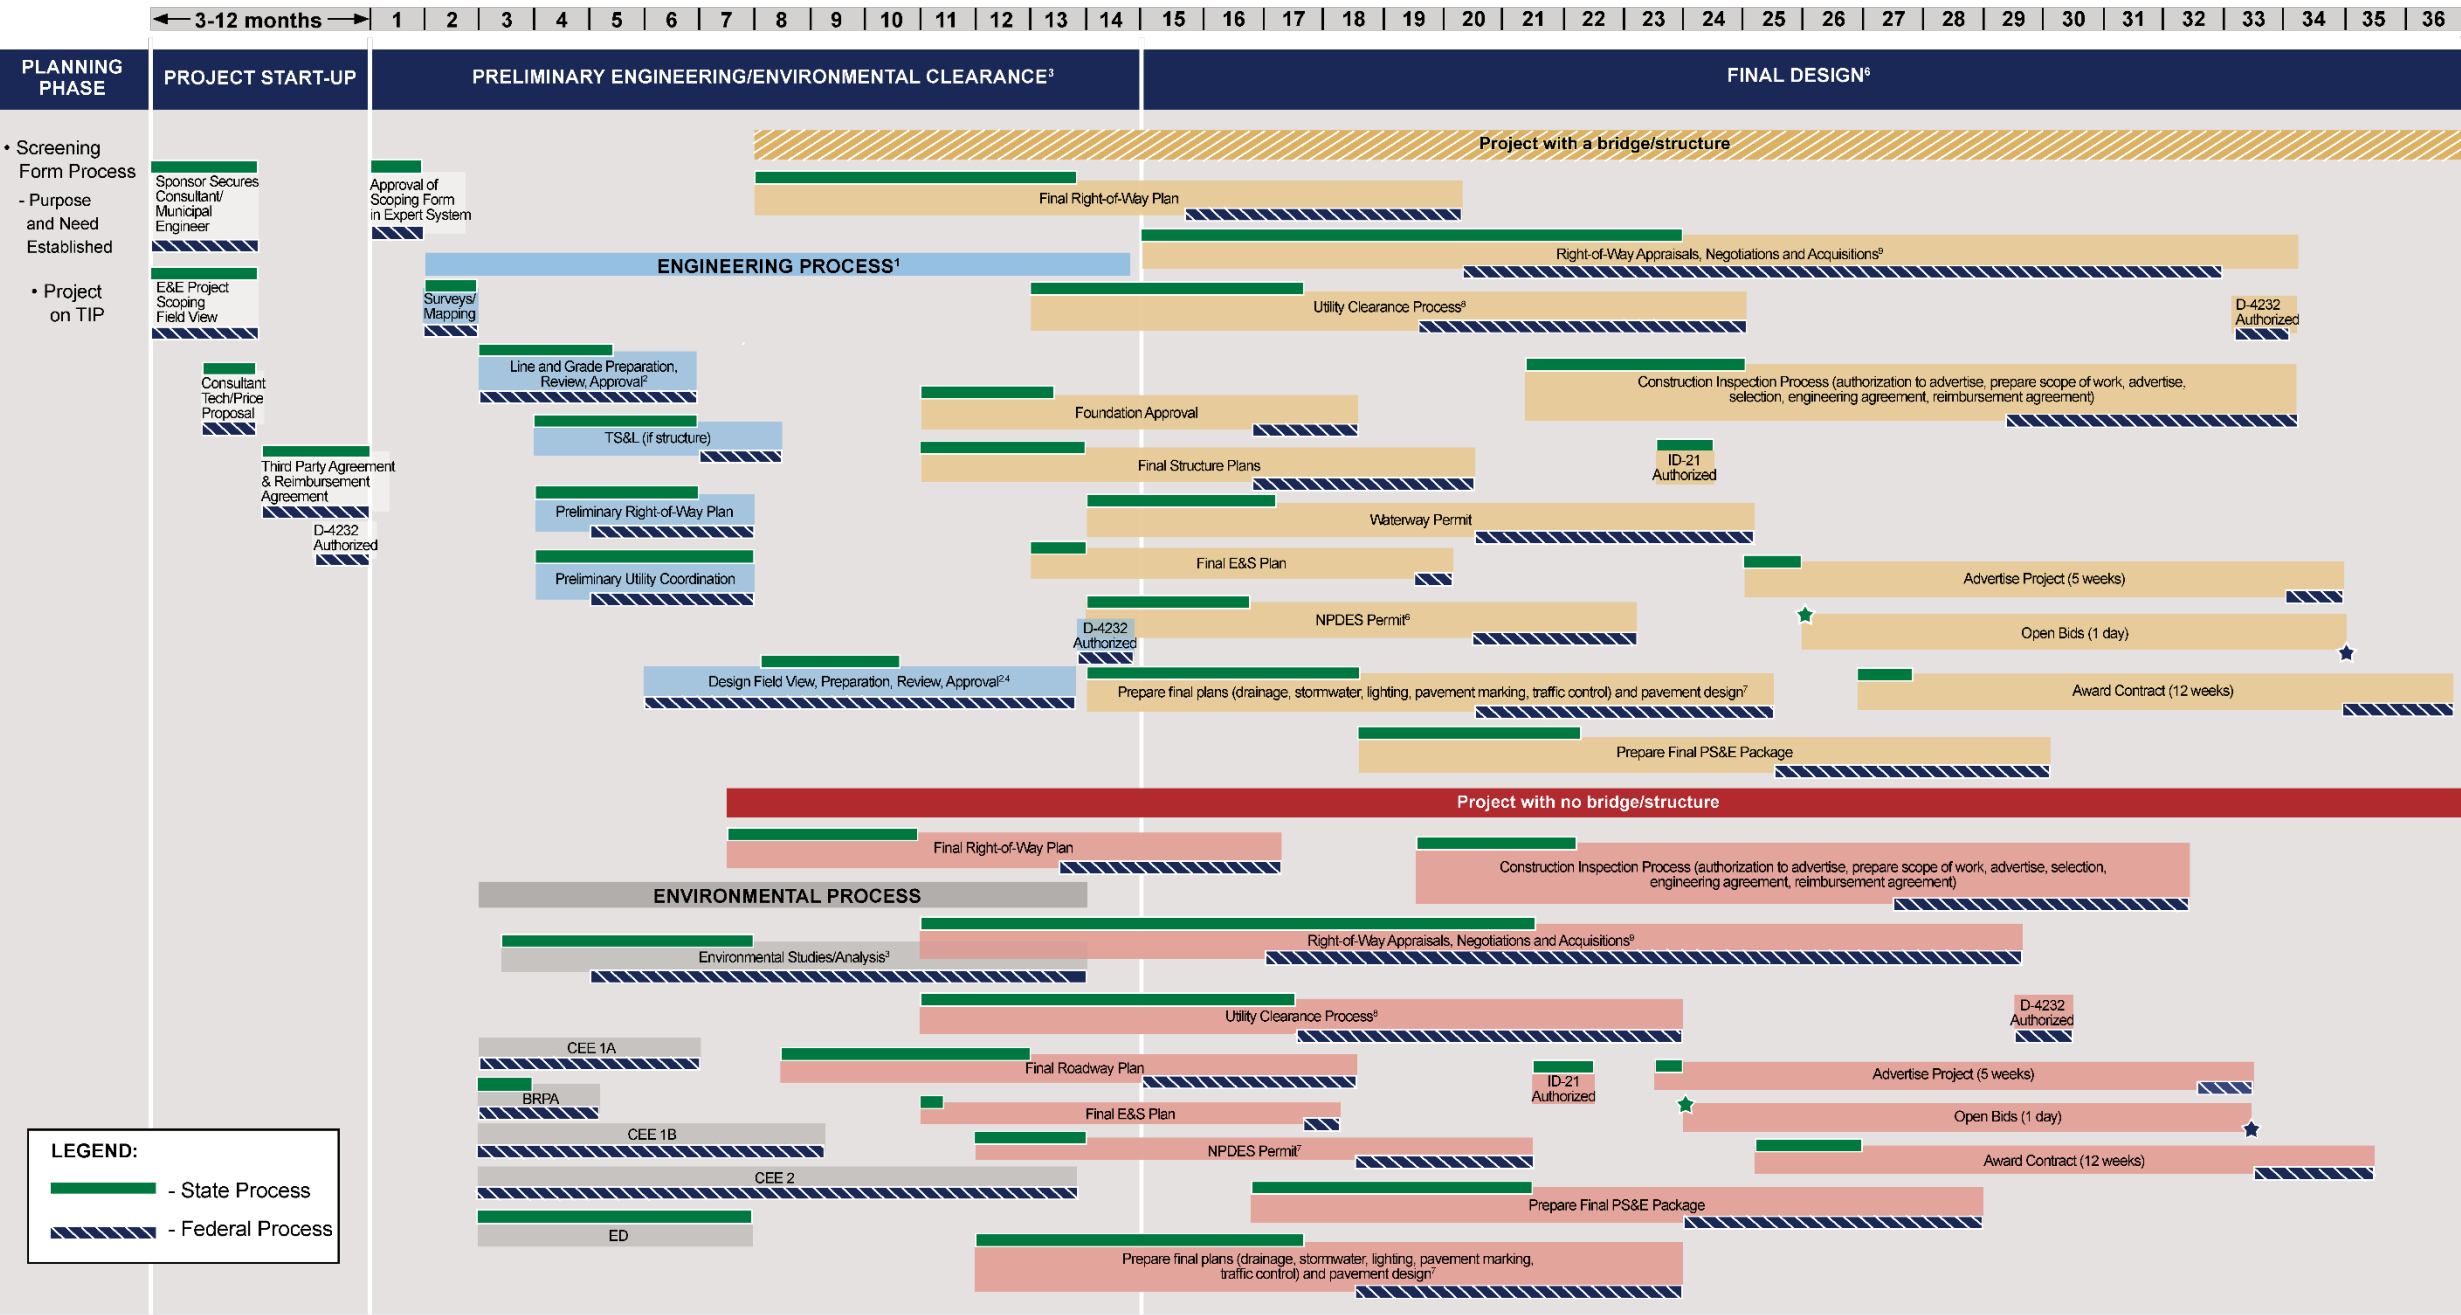 3-12 months 1 2 3 4 5 6 7 8 9 10 11 12 13 14 15 16 17 18 19 20 21 22 23 24 25 26 27 28 29 30 31 32 33 34 35 36
PLANNING
PHASE
PROJECT START-UP
PRELIMINARY ENGINEERING/ENVIRONMENTAL CLEARANCE³
FINAL DESIGN⁶
• Screening
Form Process
- Purpose
and Need
Established
• Project
on TIP
Sponsor Secures
Consultant/
Municipal
Engineer
E&E Project
Scoping
Field View
Consultant
Tech/Price
Proposal
Third Party Agreement
& Reimbursement
Agreement
D-4232
Authorized
Approval of
Scoping Form
in Expert System
ENGINEERING PROCESS¹
Surveys/
Mapping
Line and Grade Preparation,
Review, Approval²
TS&L (if structure)
Preliminary Right-of-Way Plan
Preliminary Utility Coordination
D-4232
Authorized
Design Field View, Preparation, Review, Approval²·⁴
Project with a bridge/structure
Final Right-of-Way Plan
Right-of-Way Appraisals, Negotiations and Acquisitions⁹
Utility Clearance Process⁸
D-4232
Authorized
Construction Inspection Process (authorization to advertise, prepare scope of work, advertise,
selection, engineering agreement, reimbursement agreement)
Foundation Approval
Final Structure Plans
ID-21
Authorized
Waterway Permit
Final E&S Plan
Advertise Project (5 weeks)
NPDES Permit⁶
Open Bids (1 day)
Prepare final plans (drainage, stormwater, lighting, pavement marking, traffic control) and pavement design⁷
Award Contract (12 weeks)
Prepare Final PS&E Package
Project with no bridge/structure
Final Right-of-Way Plan
Construction Inspection Process (authorization to advertise, prepare scope of work, advertise, selection,
engineering agreement, reimbursement agreement)
ENVIRONMENTAL PROCESS
Right-of-Way Appraisals, Negotiations and Acquisitions⁹
Environmental Studies/Analysis³
Utility Clearance Process⁸
D-4232
Authorized
CEE 1A
Final Roadway Plan
ID-21
Authorized
Advertise Project (5 weeks)
BRPA
Final E&S Plan
Open Bids (1 day)
CEE 1B
NPDES Permit⁷
Award Contract (12 weeks)
CEE 2
Prepare Final PS&E Package
ED
Prepare final plans (drainage, stormwater, lighting, pavement marking,
traffic control) and pavement design⁷
LEGEND:
- State Process
- Federal Process